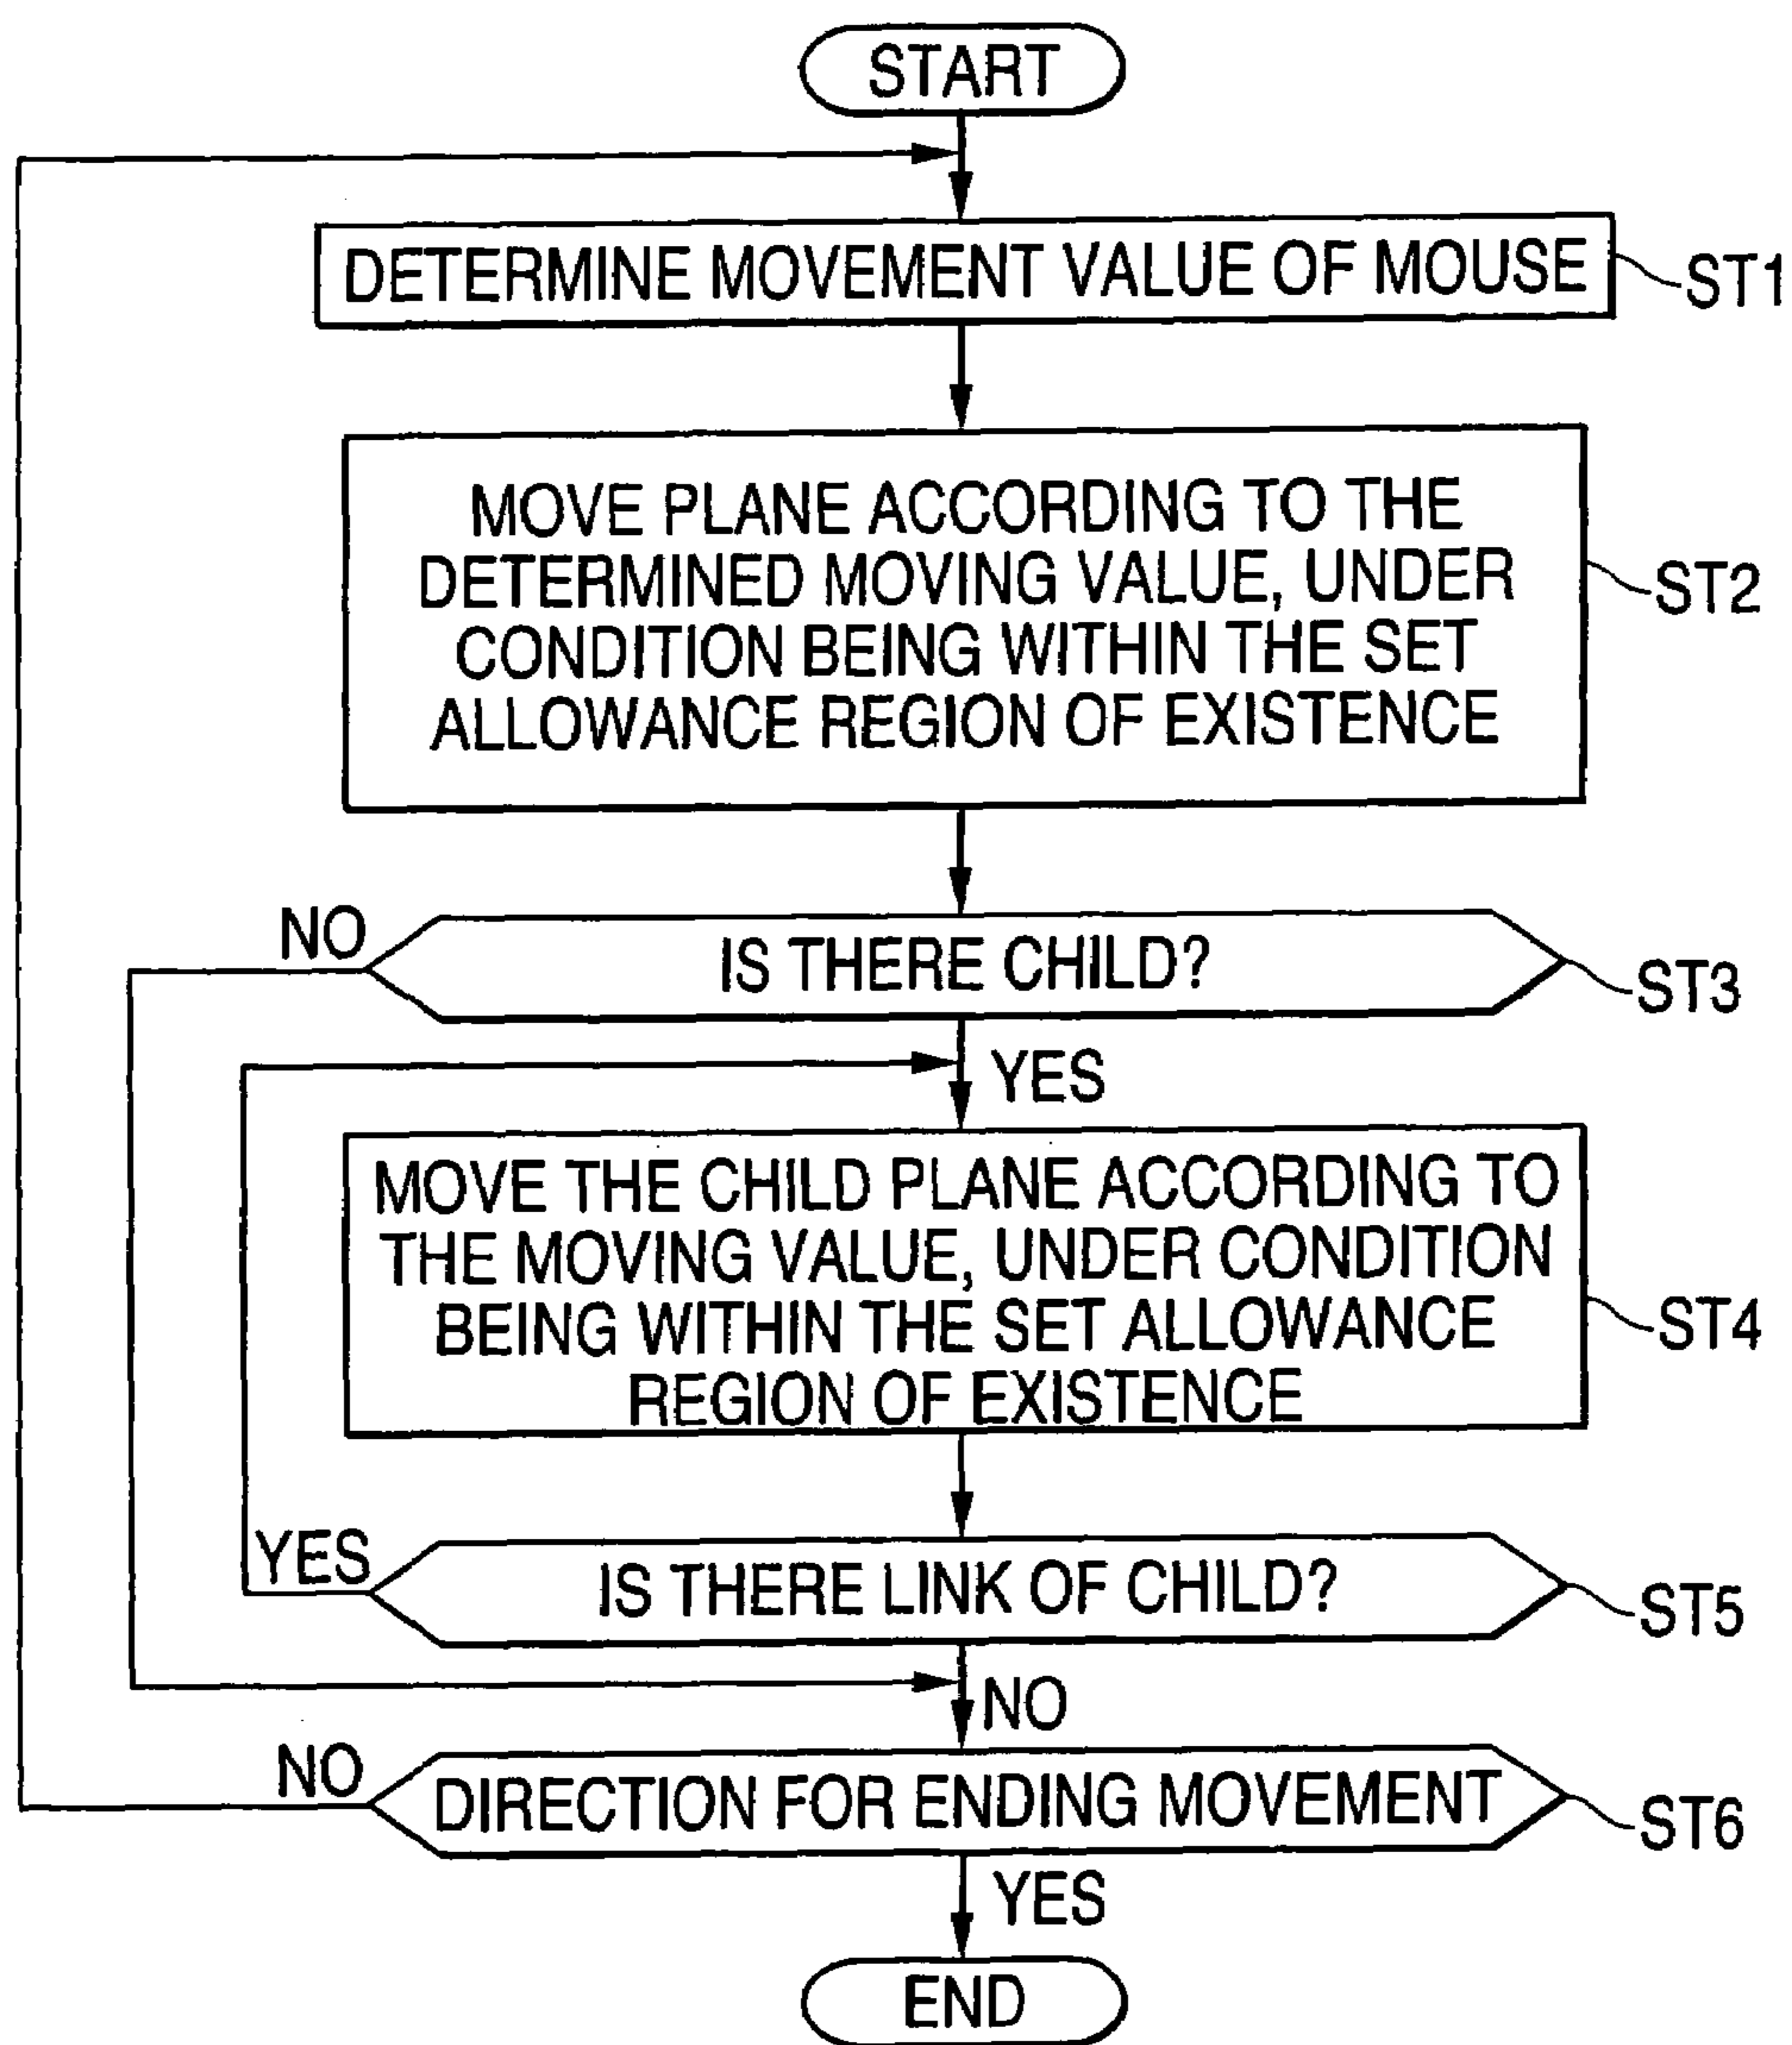 START
DETERMINE MOVEMENT VALUE OF MOUSE
ST1
MOVE PLANE ACCORDING TO THE
DETERMINED MOVING VALUE, UNDER
CONDITION BEING WITHIN THE SET
ALLOWANCE REGION OF EXISTENCE
ST2
NO
IS THERE CHILD?
ST3
YES
MOVE THE CHILD PLANE ACCORDING TO
THE MOVING VALUE, UNDER CONDITION
BEING WITHIN THE SET ALLOWANCE
REGION OF EXISTENCE
ST4
YES
IS THERE LINK OF CHILD?
ST5
NO
NO
DIRECTION FOR ENDING MOVEMENT
ST6
YES
END